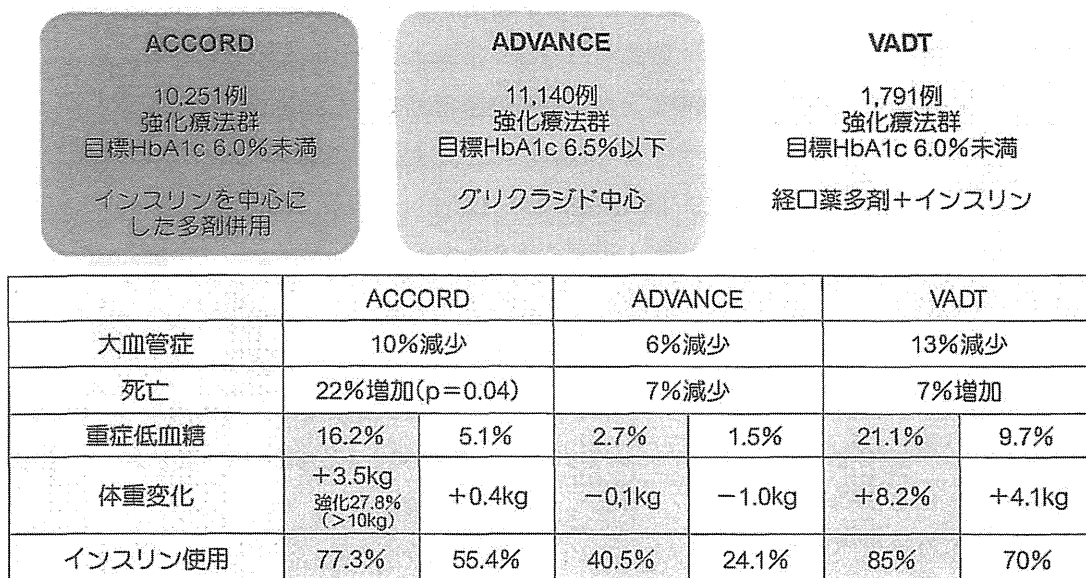 ACCORD
10,251例
強化療法群
目標HbA1c 6.0%未満
インスリンを中心に
した多剤併用
ADVANCE
11,140例
強化療法群
目標HbA1c 6.5%以下
グリクラジド中心
VADT
1,791例
強化療法群
目標HbA1c 6.0%未満
経口薬多剤+インスリン
ACCORD ADVANCE VADT
大血管症 10%減少 6%減少 13%減少
死亡 22%増加(p=0.04) 7%減少 7%増加
重症低血糖 16.2% 5.1% 2.7% 1.5% 21.1% 9.7%
体重変化 +3.5kg 強化27.8% (>10kg) +0.4kg −0,1kg −1.0kg +8.2% +4.1kg
インスリン使用 77.3% 55.4% 40.5% 24.1% 85% 70%